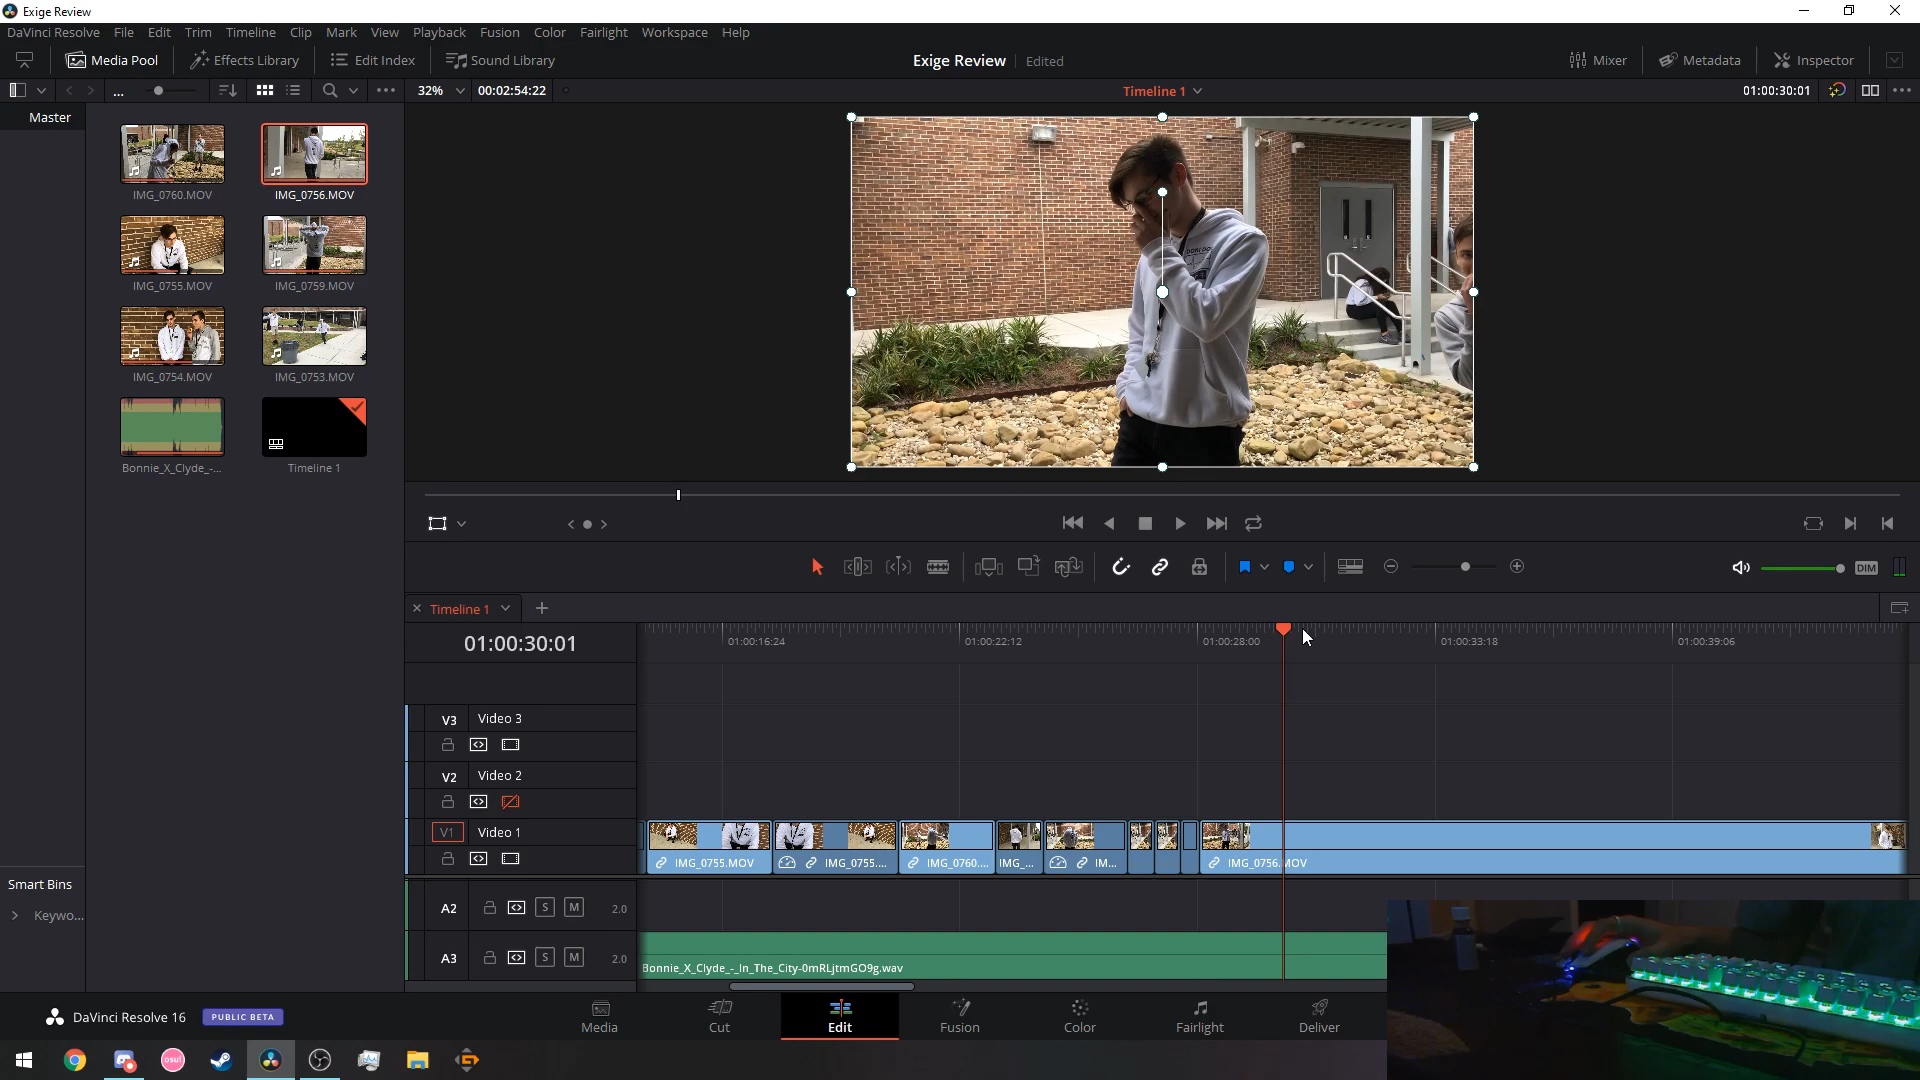 Exige Review
DaVinci Resolve File Edit Trim Timeline Clip Mark View Playback Fusion Color Fairlight Workspace Help
Media Pool Effects Library Edit Index Sound Library Exige Review Edited Mixer Metadata Inspector
... 32% 00:02:54:22 Timeline 1 01:00:30:01
Master
IMG_0760.MOV IMG_0756.MOV
IMG_0755.MOV IMG_0759.MOV
IMG_0754.MOV IMG_0753.MOV
Bonnie_X_Clyde_-... Timeline 1
DIM
Timeline 1
01:00:30:01 01:00:16:24 01:00:22:12 01:00:28:00 01:00:33:18 01:00:39:06
V3 Video 3
V2 Video 2
V1 Video 1
IMG_0755.MOV IMG_0755.... IMG_0760.... IMG_... IM... IMG_0756.MOV
Smart Bins
Keywo...
A2 S M 2.0
A3 S M 2.0
Bonnie_X_Clyde_-_In_The_City-0mRLjtmGO9g.wav
DaVinci Resolve 16 PUBLIC BETA
Media Cut Edit Fusion Color Fairlight Deliver
osu!